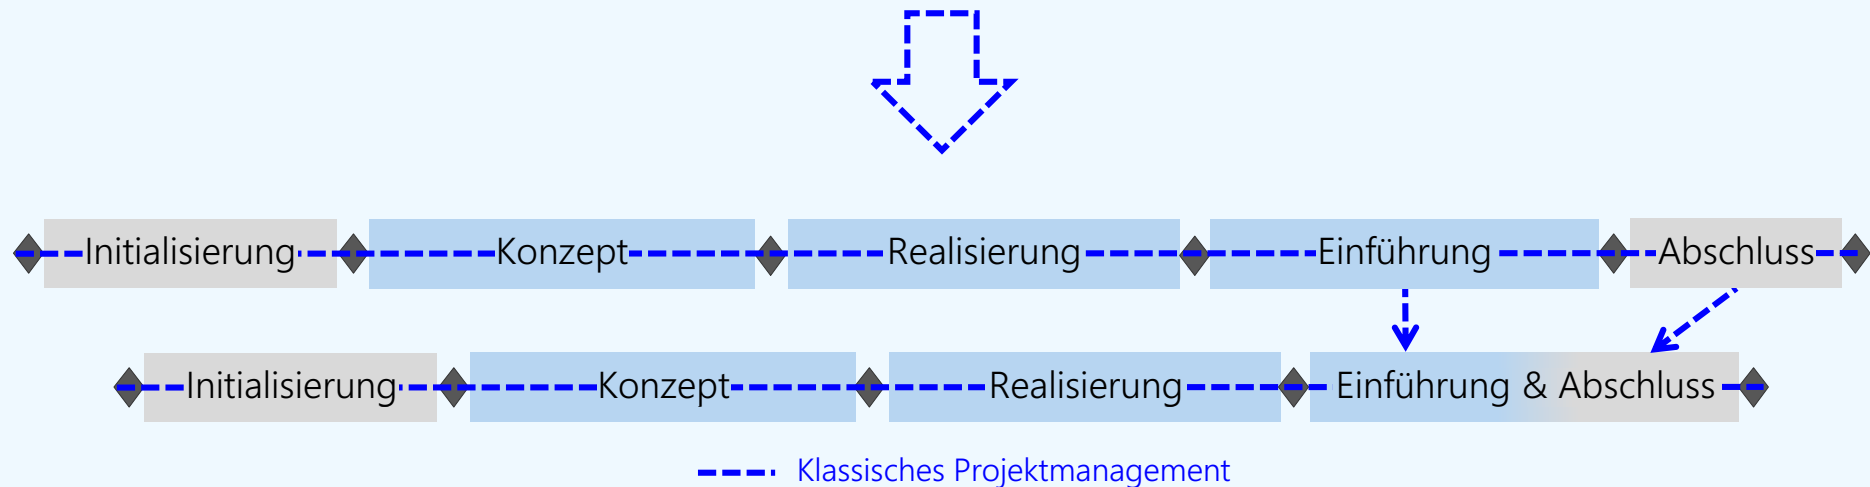 Initialisierung Konzept Realisierung Einführung Abschluss
Initialisierung Konzept Realisierung Einführung & Abschluss
Klassisches Projektmanagement